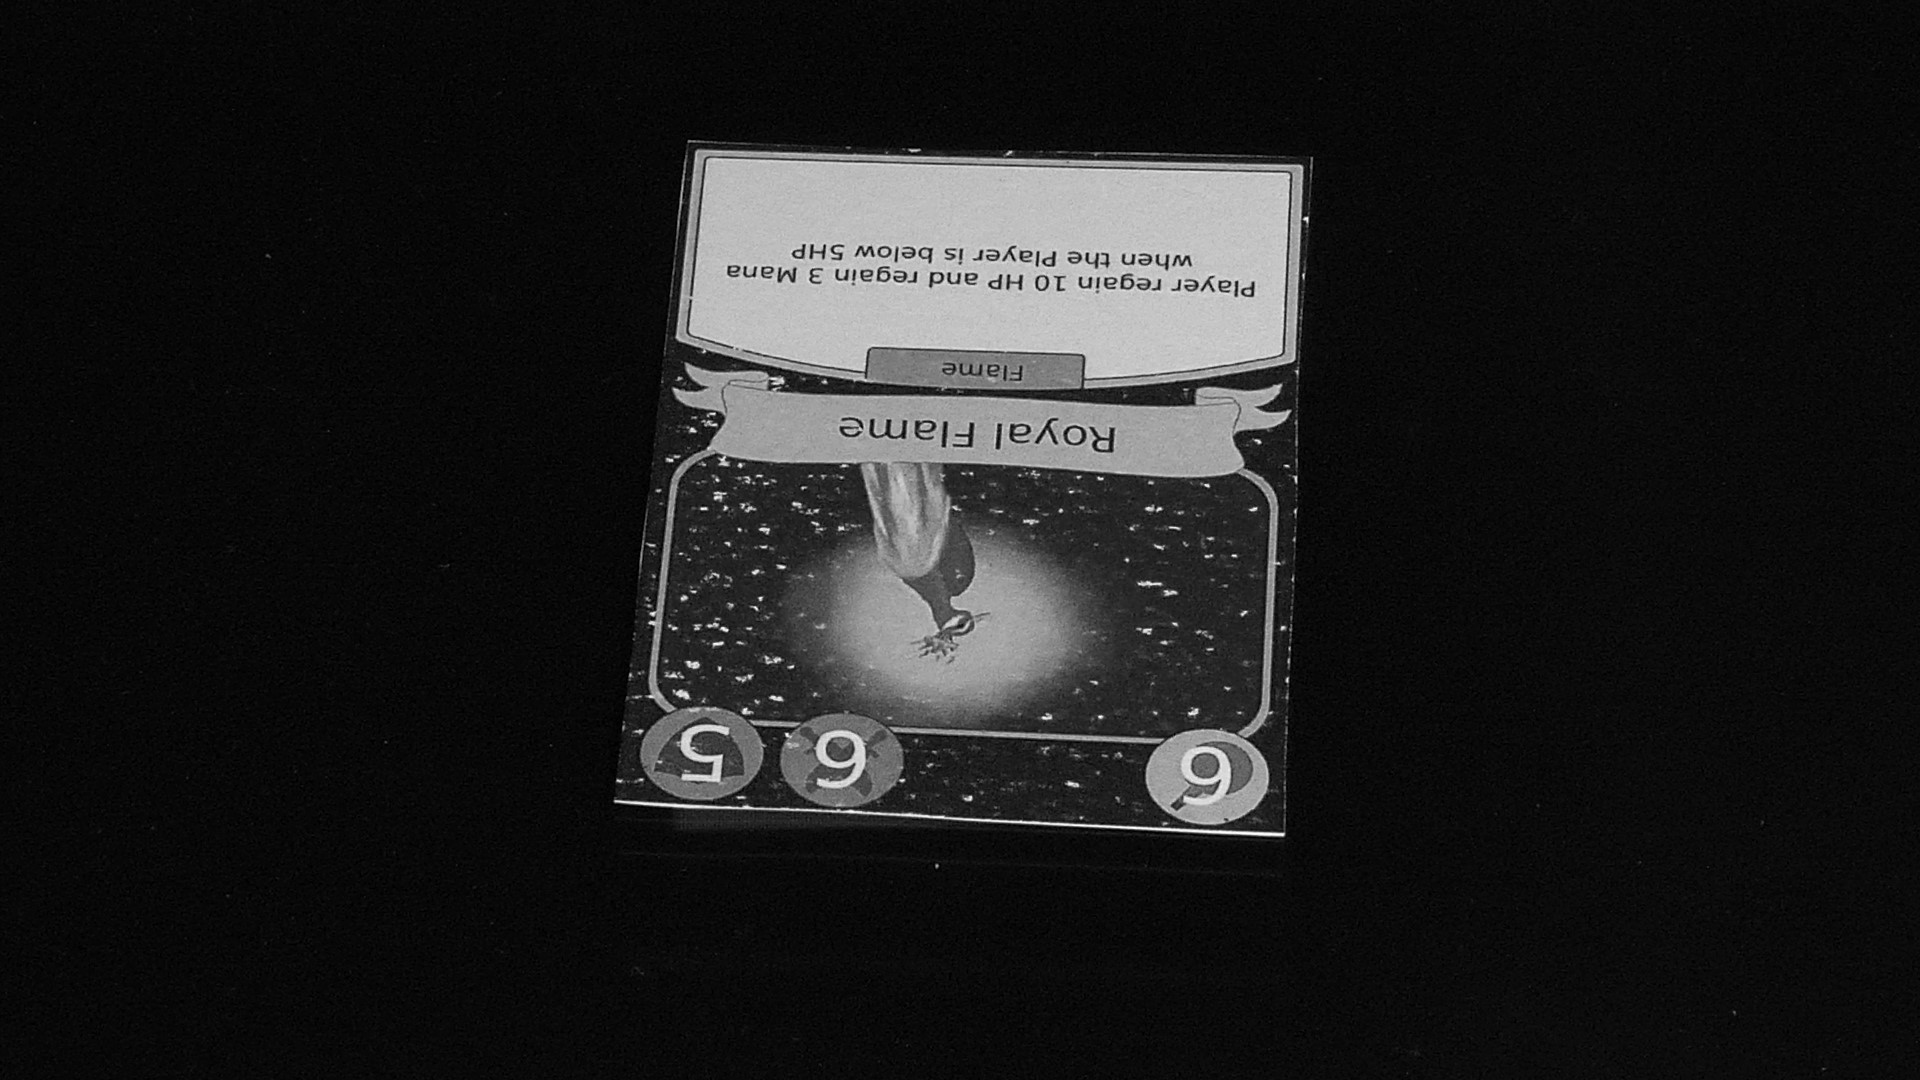 6 6 5
Royal Flame
Flame
Player regain 10 HP and regain 3 Mana
when the Player is below 5HP